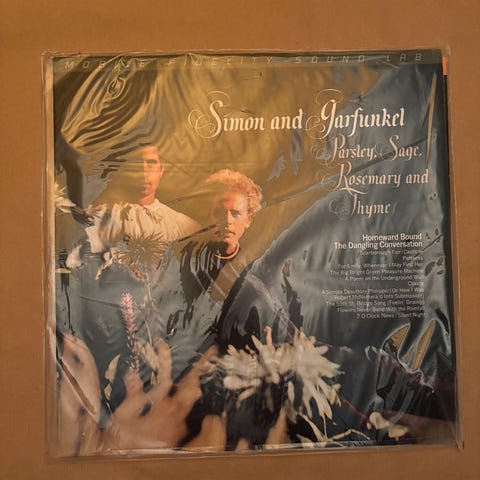 MOBILE FIDELITY SOUND LAB
Simon and Garfunkel
Parsley, Sage,
Rosemary and
Thyme
Homeward Bound
The Dangling Conversation
Scarborough Fair/Canticle
Patterns
For Emily, Whenever I May Find Her
The Big Bright Green Pleasure Machine
A Poem on the Underground Wall
Cloudy
A Simple Desultory Philippic (Or How I Was
Robert McNamara'd Into Submission)
The 59th St. Bridge Song (Feelin' Groovy)
Flowers Never Bend With the Rainfall
7 O'Clock News/Silent Night